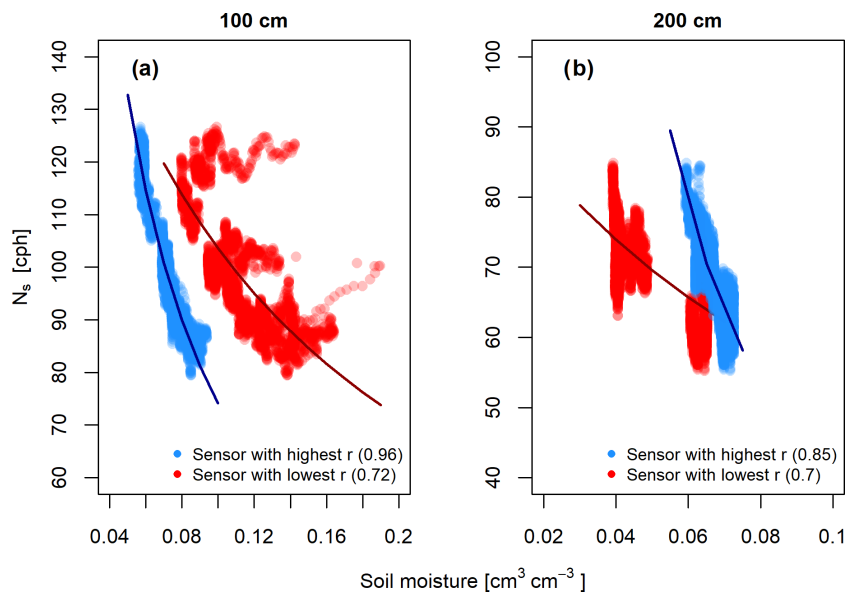 100 cm
200 cm
(a)
(b)
Nₛ [cph]
140
130
120
110
100
90
80
70
60
100
90
80
70
60
50
40
Sensor with highest r (0.96)
Sensor with lowest r (0.72)
Sensor with highest r (0.85)
Sensor with lowest r (0.7)
0.04 0.08 0.12 0.16 0.2
0.02 0.04 0.06 0.08 0.1
Soil moisture [cm³ cm⁻³ ]